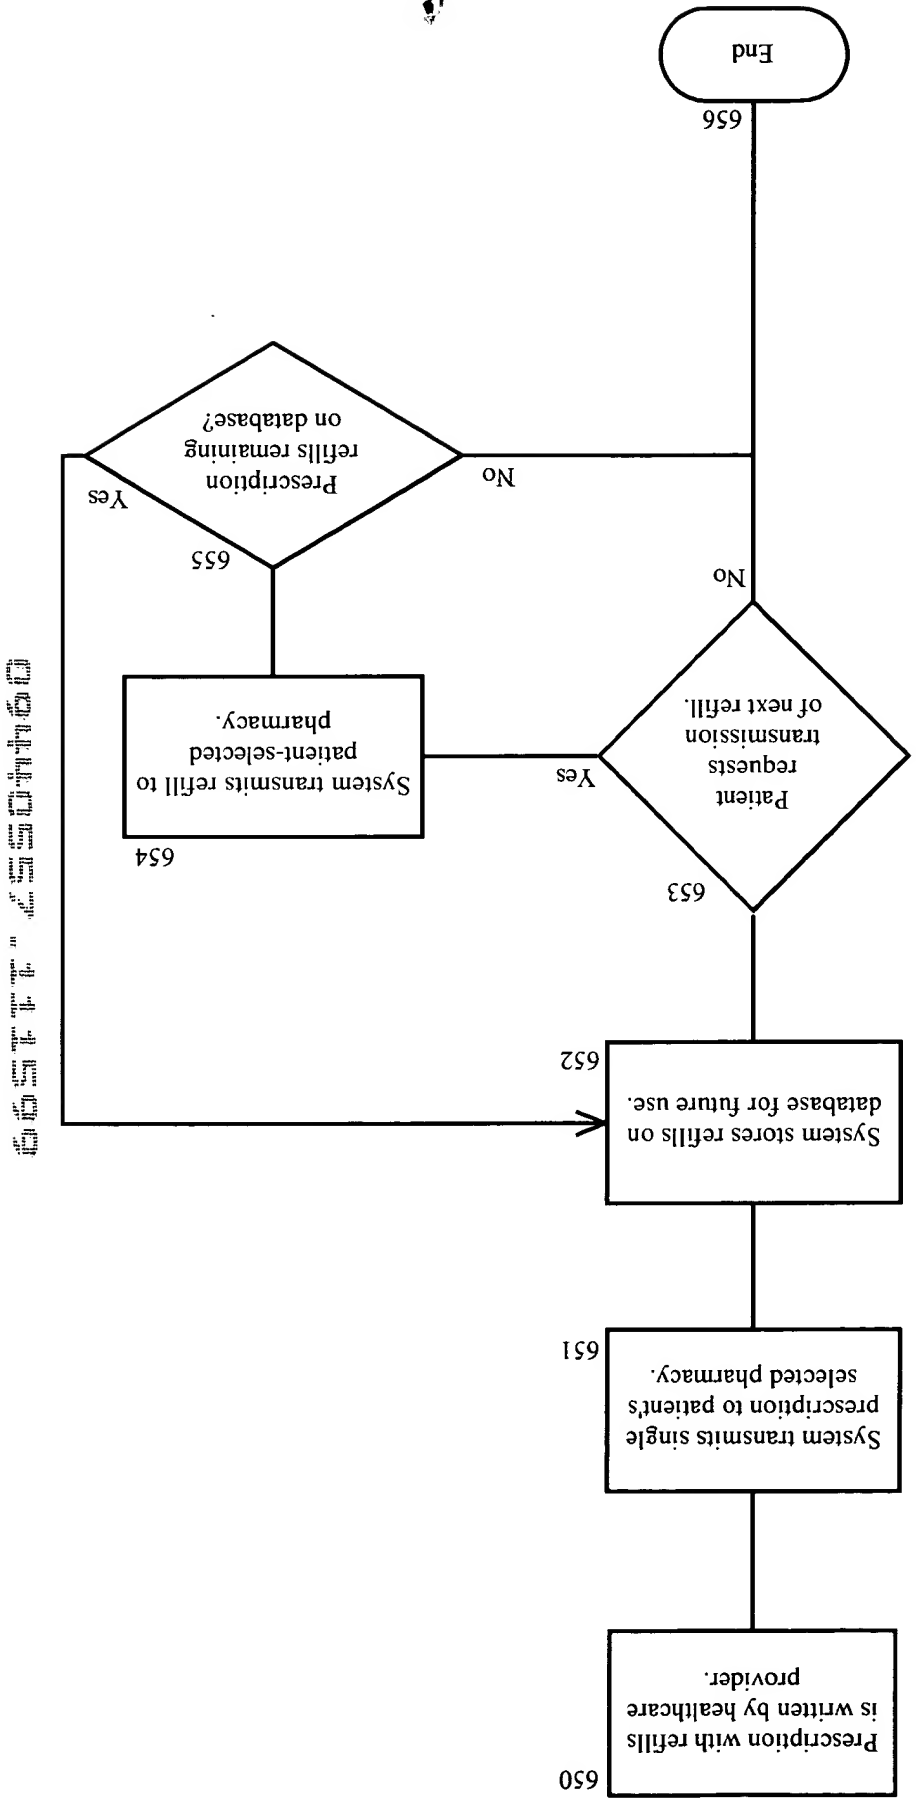 650
Prescription with refills
is written by healthcare
provider.
651
System transmits single
prescription to patient's
selected pharmacy.
652
System stores refills on
database for future use.
653
Patient
requests
transmission
of next refill.
Yes
No
654
System transmits refill to
patient-selected
pharmacy.
655
Prescription
refills remaining
on database?
Yes
No
656
End
09440557.111599